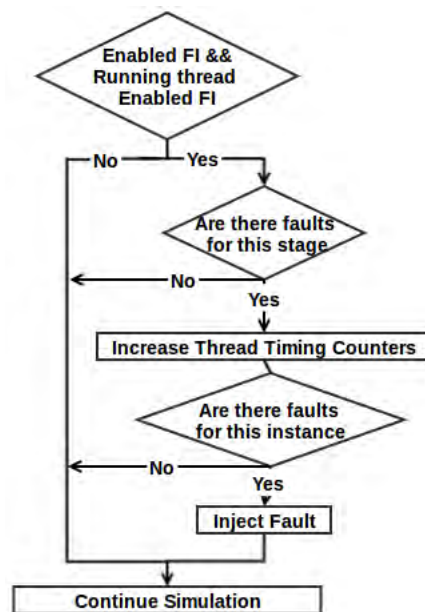 Enabled FI &&
Running thread
Enabled FI
No
Yes
Are there faults
for this stage
No
Yes
Increase Thread Timing Counters
Are there faults
for this instance
No
Yes
Inject Fault
Continue Simulation